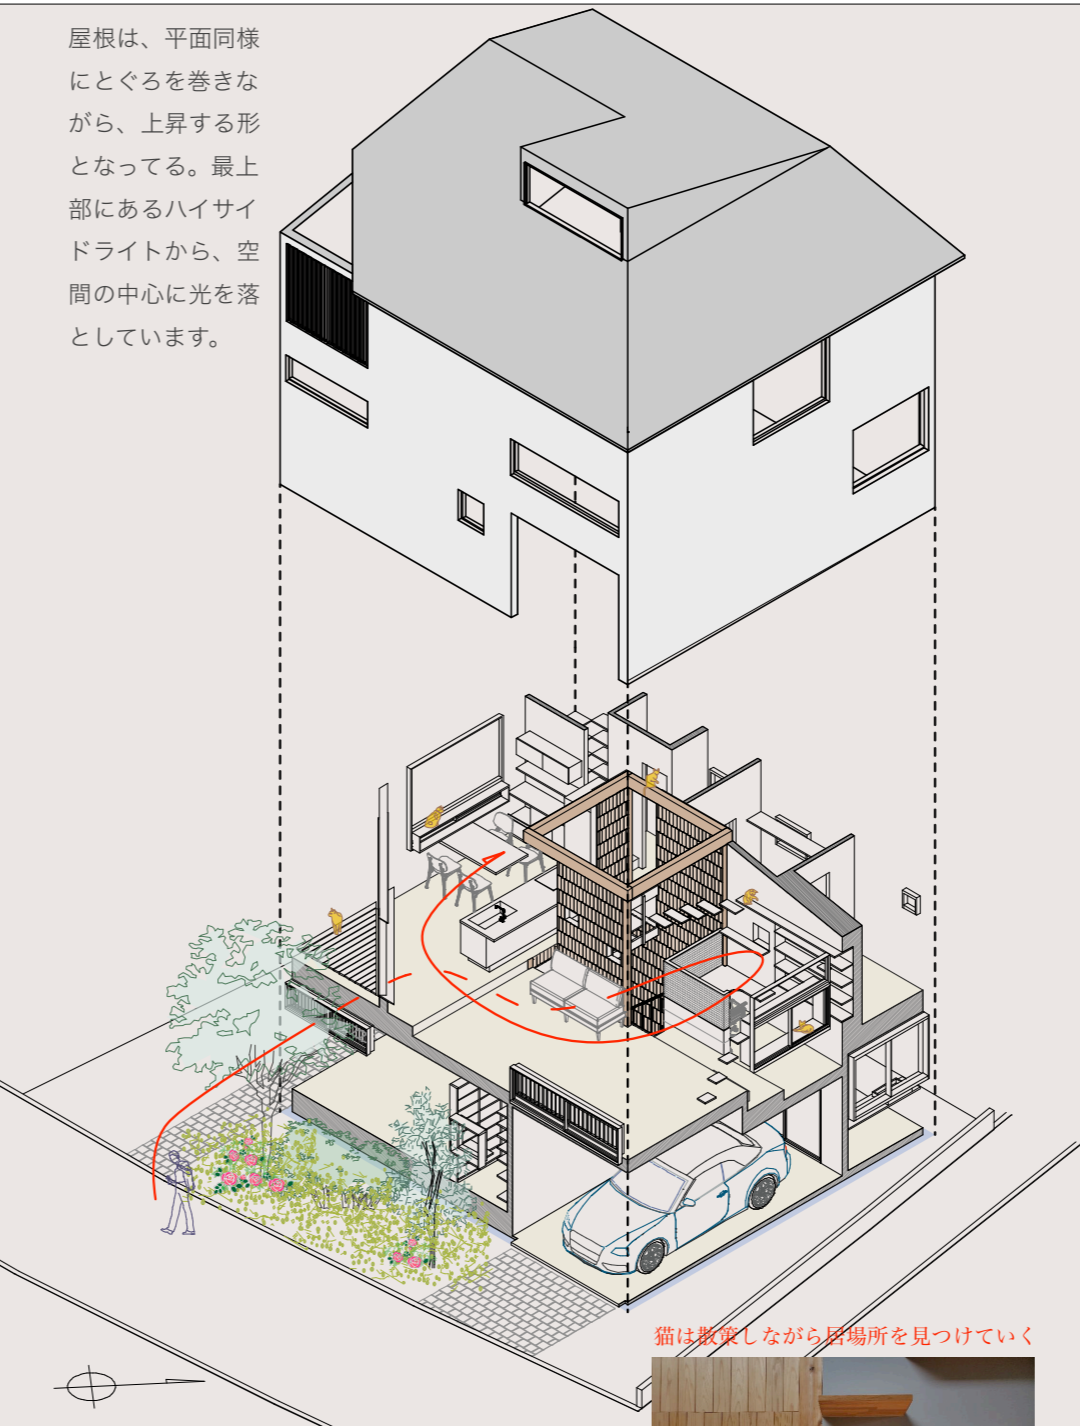 屋根は、平面同様
にとぐろを巻きな
がら、上昇する形
となってる。最上
部にあるハイサイ
ドライトから、空
間の中心に光を落
としています。
猫は散策しながら居場所を見つけていく